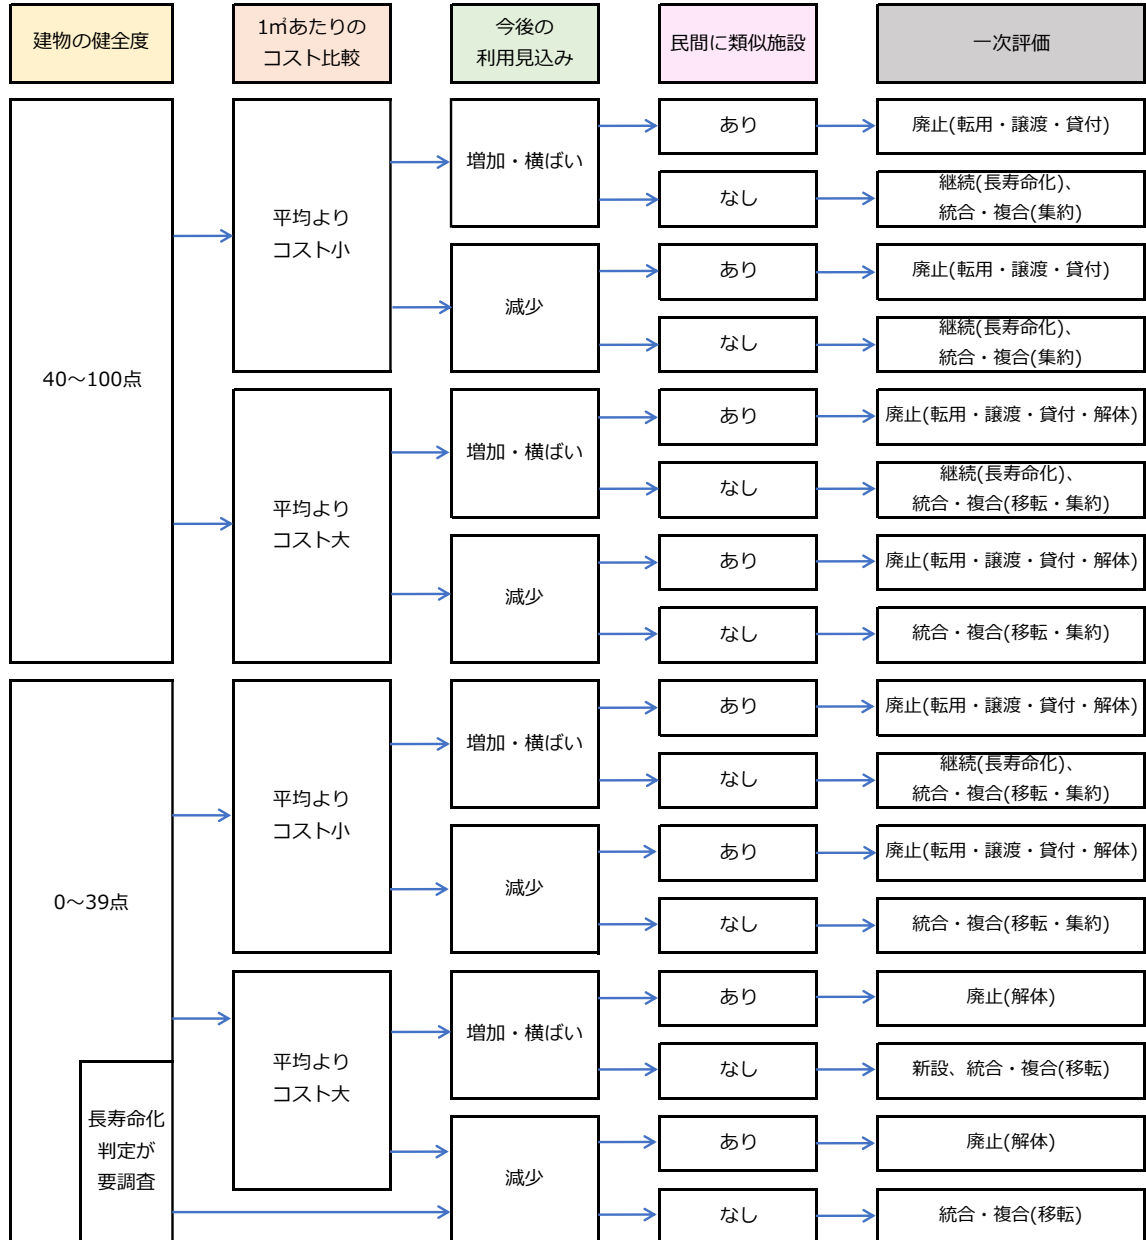 建物の健全度
1㎡あたりの
コスト比較
今後の
利用見込み
民間に類似施設
一次評価
40～100点
平均より
コスト小
増加・横ばい
あり
廃止(転用・譲渡・貸付)
なし
継続(長寿命化)、
統合・複合(集約)
減少
あり
廃止(転用・譲渡・貸付)
なし
継続(長寿命化)、
統合・複合(集約)
平均より
コスト大
増加・横ばい
あり
廃止(転用・譲渡・貸付・解体)
なし
継続(長寿命化)、
統合・複合(移転・集約)
減少
あり
廃止(転用・譲渡・貸付・解体)
なし
統合・複合(移転・集約)
0～39点
平均より
コスト小
増加・横ばい
あり
廃止(転用・譲渡・貸付・解体)
なし
継続(長寿命化)、
統合・複合(移転・集約)
減少
あり
廃止(転用・譲渡・貸付・解体)
なし
統合・複合(移転・集約)
長寿命化
判定が
要調査
平均より
コスト大
増加・横ばい
あり
廃止(解体)
なし
新設、統合・複合(移転)
減少
あり
廃止(解体)
なし
統合・複合(移転)